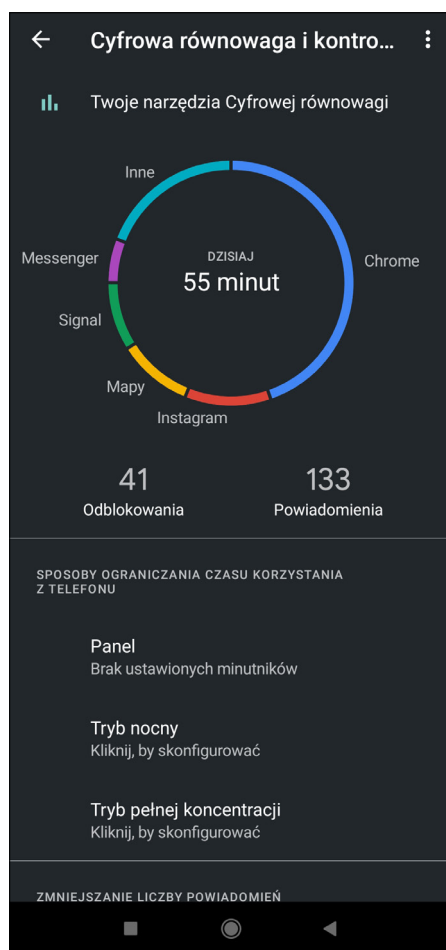 Cyfrowa równowaga i kontro...
Twoje narzędzia Cyfrowej równowagi
Inne
Messenger
DZISIAJ
Chrome
55 minut
Signal
Mapy
Instagram
41
133
Odblokowania
Powiadomienia
SPOSOBY OGRANICZANIA CZASU KORZYSTANIA
Z TELEFONU
Panel
Brak ustawionych minutników
Tryb nocny
Kliknij, by skonfigurować
Tryb pełnej koncentracji
Kliknij, by skonfigurować
ZMNIEJSZANIE LICZBY POWIADOMIEŃ